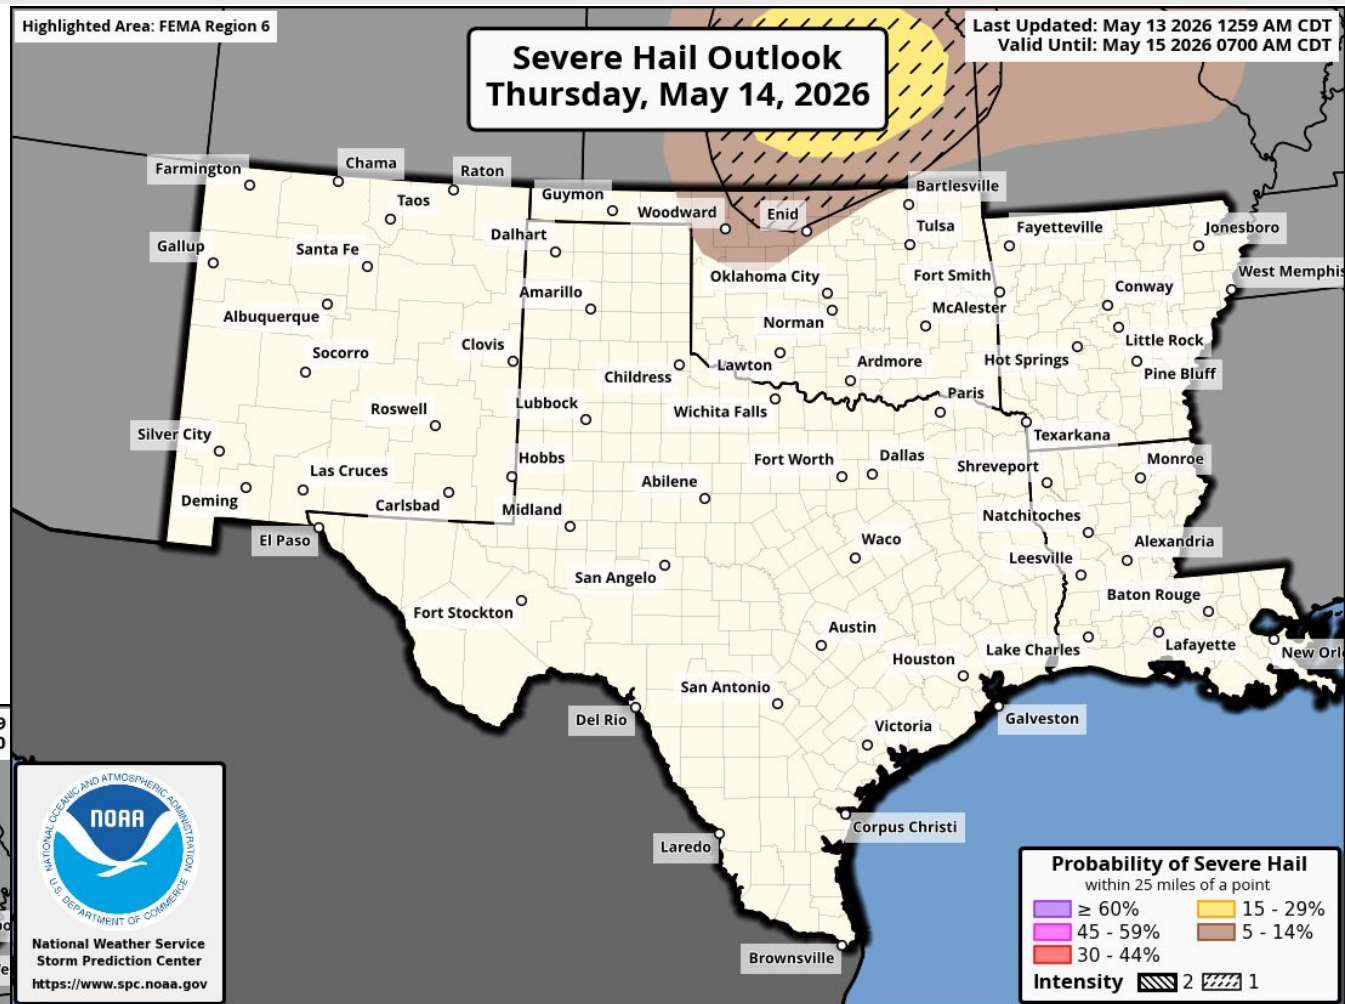 Highlighted Area: FEMA Region 6
Last Updated: May 13 2026 1259 AM CDT
Valid Until: May 15 2026 0700 AM CDT
Severe Hail Outlook
Thursday, May 14, 2026
Farmington
Chama
Raton
Taos
Guymon
Woodward
Enid
Bartlesville
Tulsa
Fayetteville
Jonesboro
Gallup
Santa Fe
Dalhart
Oklahoma City
Fort Smith
West Memphis
Albuquerque
Amarillo
Norman
McAlester
Conway
Little Rock
Socorro
Clovis
Childress
Lawton
Ardmore
Hot Springs
Pine Bluff
Roswell
Lubbock
Wichita Falls
Paris
Texarkana
Silver City
Las Cruces
Hobbs
Abilene
Fort Worth
Dallas
Shreveport
Monroe
Deming
Carlsbad
Midland
Natchitoches
El Paso
San Angelo
Waco
Leesville
Alexandria
Fort Stockton
Baton Rouge
Austin
Houston
Lake Charles
Lafayette
New Orl
San Antonio
Del Rio
Victoria
Galveston
Corpus Christi
Laredo
Brownsville
NATIONAL OCEANIC AND ATMOSPHERIC ADMINISTRATION
NOAA
U.S. DEPARTMENT OF COMMERCE
National Weather Service
Storm Prediction Center
https://www.spc.noaa.gov
Probability of Severe Hail
within 25 miles of a point
≥ 60% 15 - 29%
45 - 59% 5 - 14%
30 - 44%
Intensity 2 1